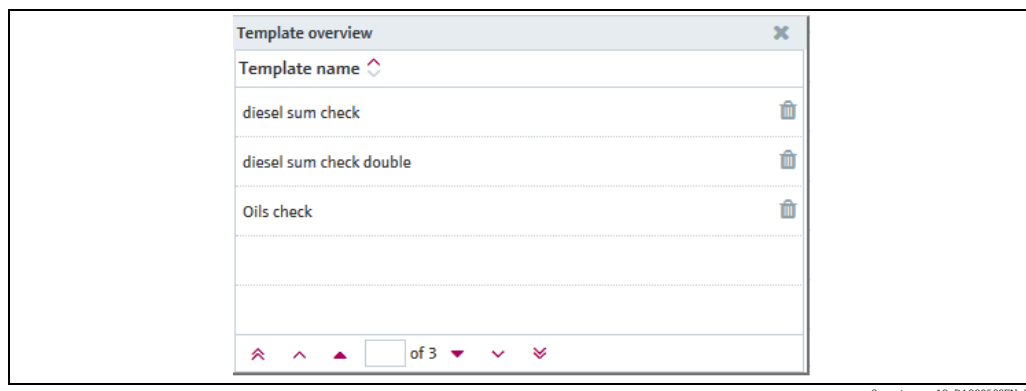 Template overview
Template name
diesel sum check
diesel sum check double
Oils check
of 3